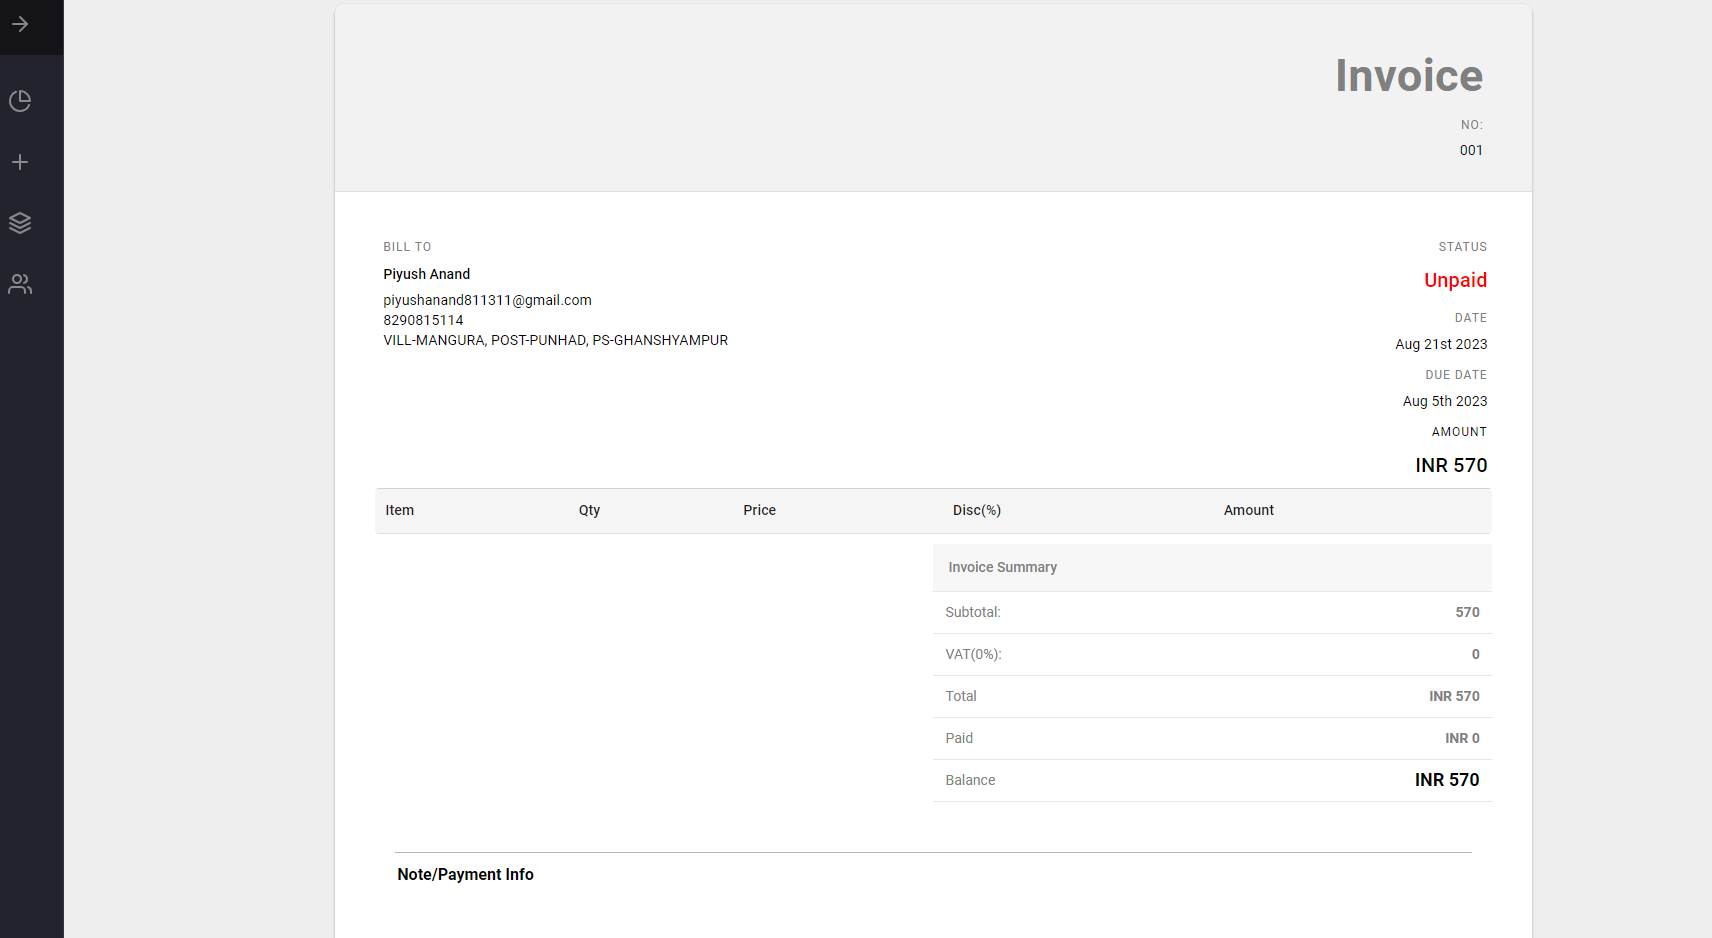 Invoice
NO:
001
BILL TO
Piyush Anand
piyushanand811311@gmail.com
8290815114
VILL-MANGURA, POST-PUNHAD, PS-GHANSHYAMPUR
STATUS
Unpaid
DATE
Aug 21st 2023
DUE DATE
Aug 5th 2023
AMOUNT
INR 570
Item Qty Price Disc(%) Amount
Invoice Summary
Subtotal: 570
VAT(0%): 0
Total INR 570
Paid INR 0
Balance INR 570
Note/Payment Info